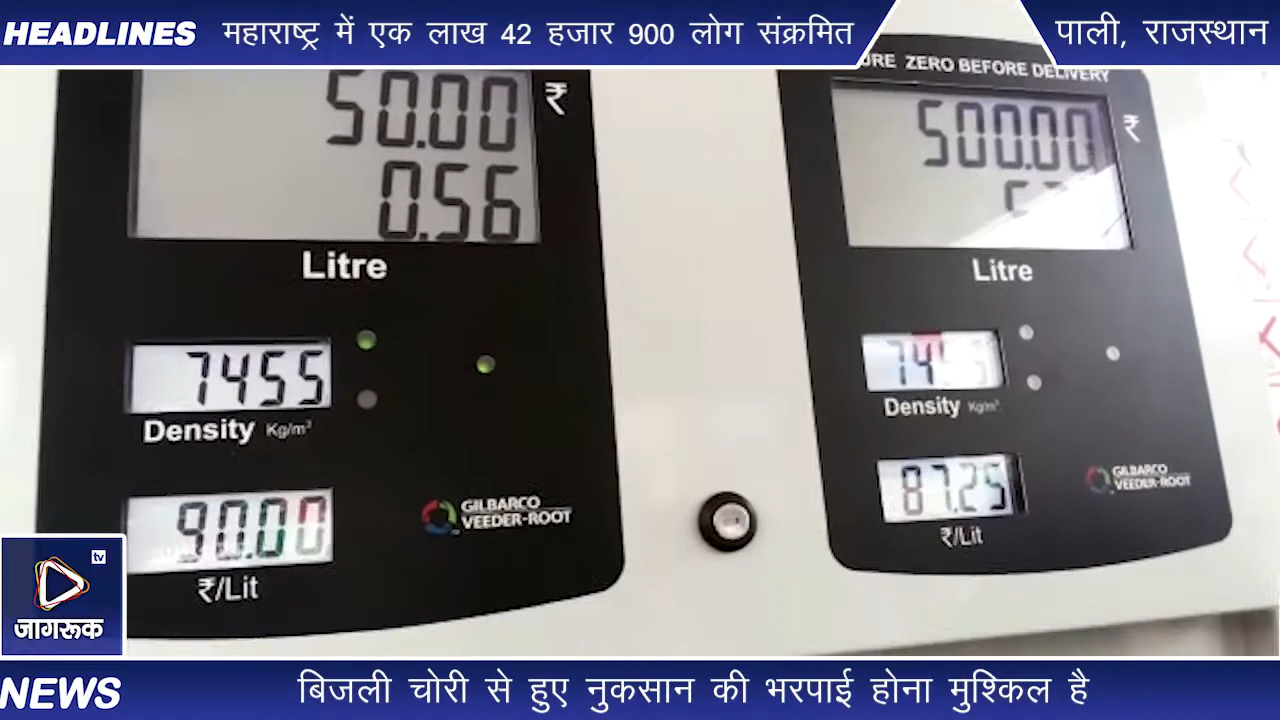 HEADLINES महाराष्ट्र में एक लाख 42 हजार 900 लोग संक्रमित पाली, राजस्थान
ZERO BEFORE DELIVERY
50.00 ₹
0.56
Litre
7455
Density Kg/m³
90.00
₹/Lit
GILBARCO
VEEDER-ROOT
500.00 ₹
Litre
Density Kg/m³
87.25
₹/Lit
GILBARCO
VEEDER-ROOT
tv
जागरूक
NEWS बिजली चोरी से हुए नुकसान की भरपाई होना मुश्किल है